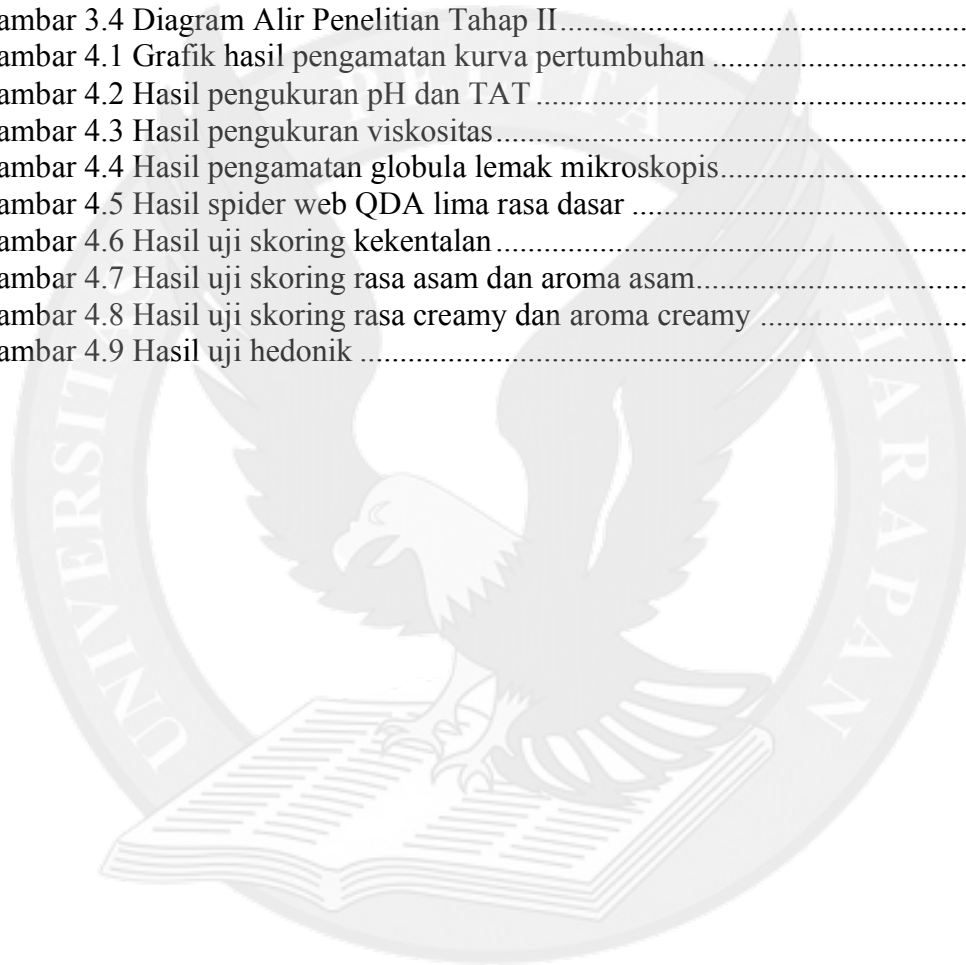 ambar 3.4 Diagram Alir Penelitian Tahap II
ambar 4.1 Grafik hasil pengamatan kurva pertumbuhan
ambar 4.2 Hasil pengukuran pH dan TAT
ambar 4.3 Hasil pengukuran viskositas
ambar 4.4 Hasil pengamatan globula lemak mikroskopis
ambar 4.5 Hasil spider web QDA lima rasa dasar
ambar 4.6 Hasil uji skoring kekentalan
ambar 4.7 Hasil uji skoring rasa asam dan aroma asam
ambar 4.8 Hasil uji skoring rasa creamy dan aroma creamy
ambar 4.9 Hasil uji hedonik
UNIVERSITAS PELITA HARAPAN